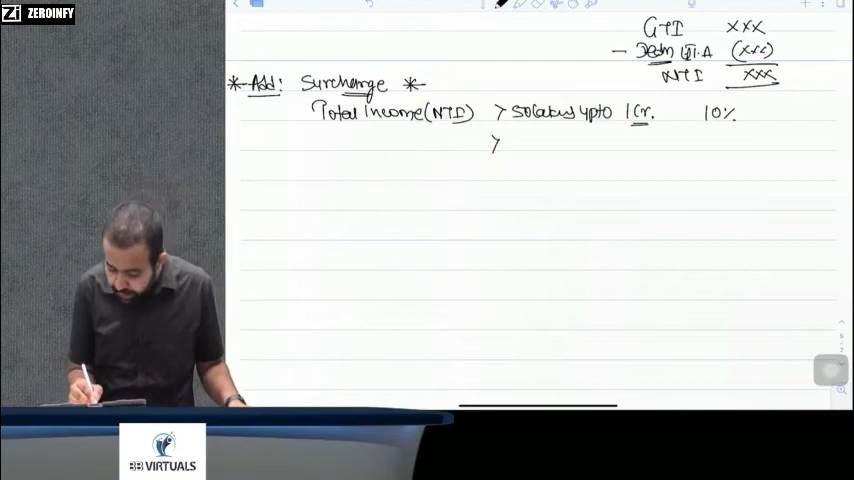 Zi ZEROINFY
GTI XXX
- Dedn VI.A (XXX)
NTI XXX
* Add: Surcharge *
Total Income (NTI) > 50lakhs upto 1Cr. 10%
>
BB VIRTUALS